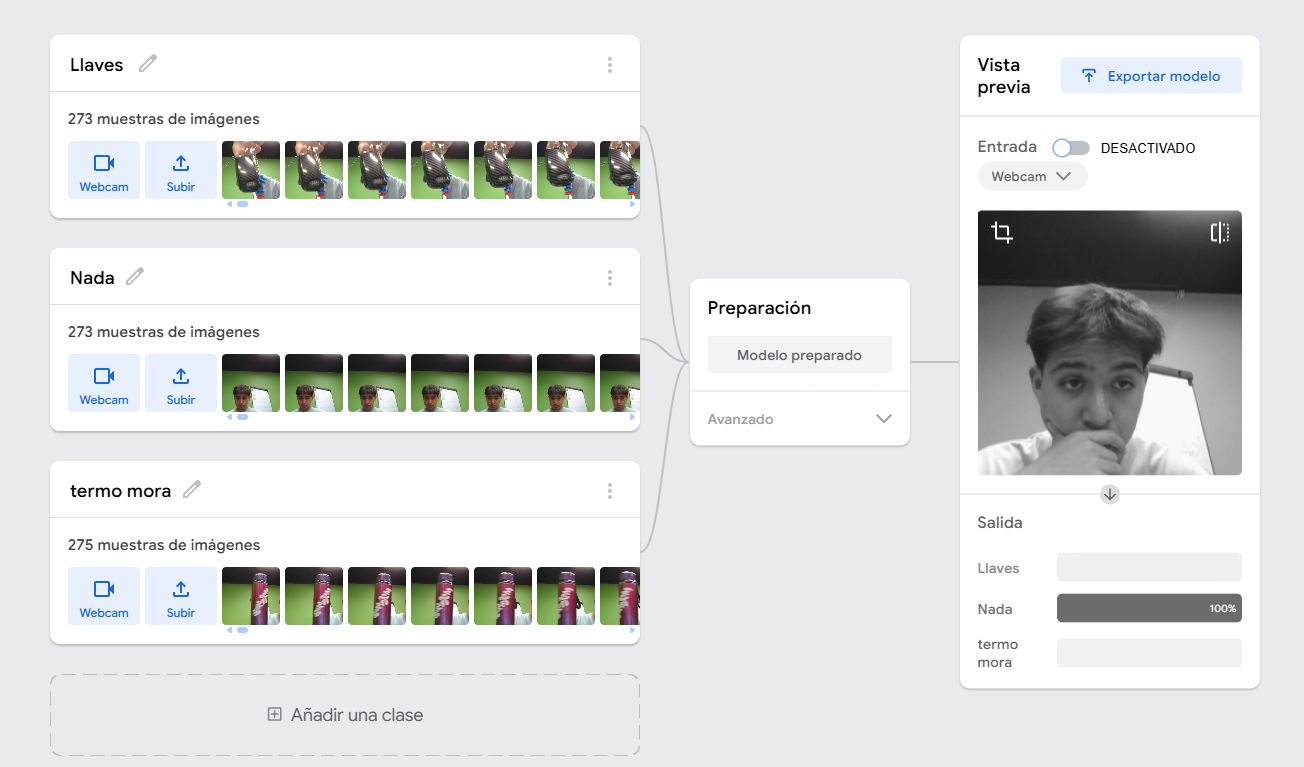 Llaves
273 muestras de imágenes
Webcam
Subir
Nada
273 muestras de imágenes
Webcam
Subir
termo mora
275 muestras de imágenes
Webcam
Subir
Añadir una clase
Preparación
Modelo preparado
Avanzado
Vista
previa
Exportar modelo
Entrada
DESACTIVADO
Webcam
Salida
Llaves
Nada
100%
termo
mora